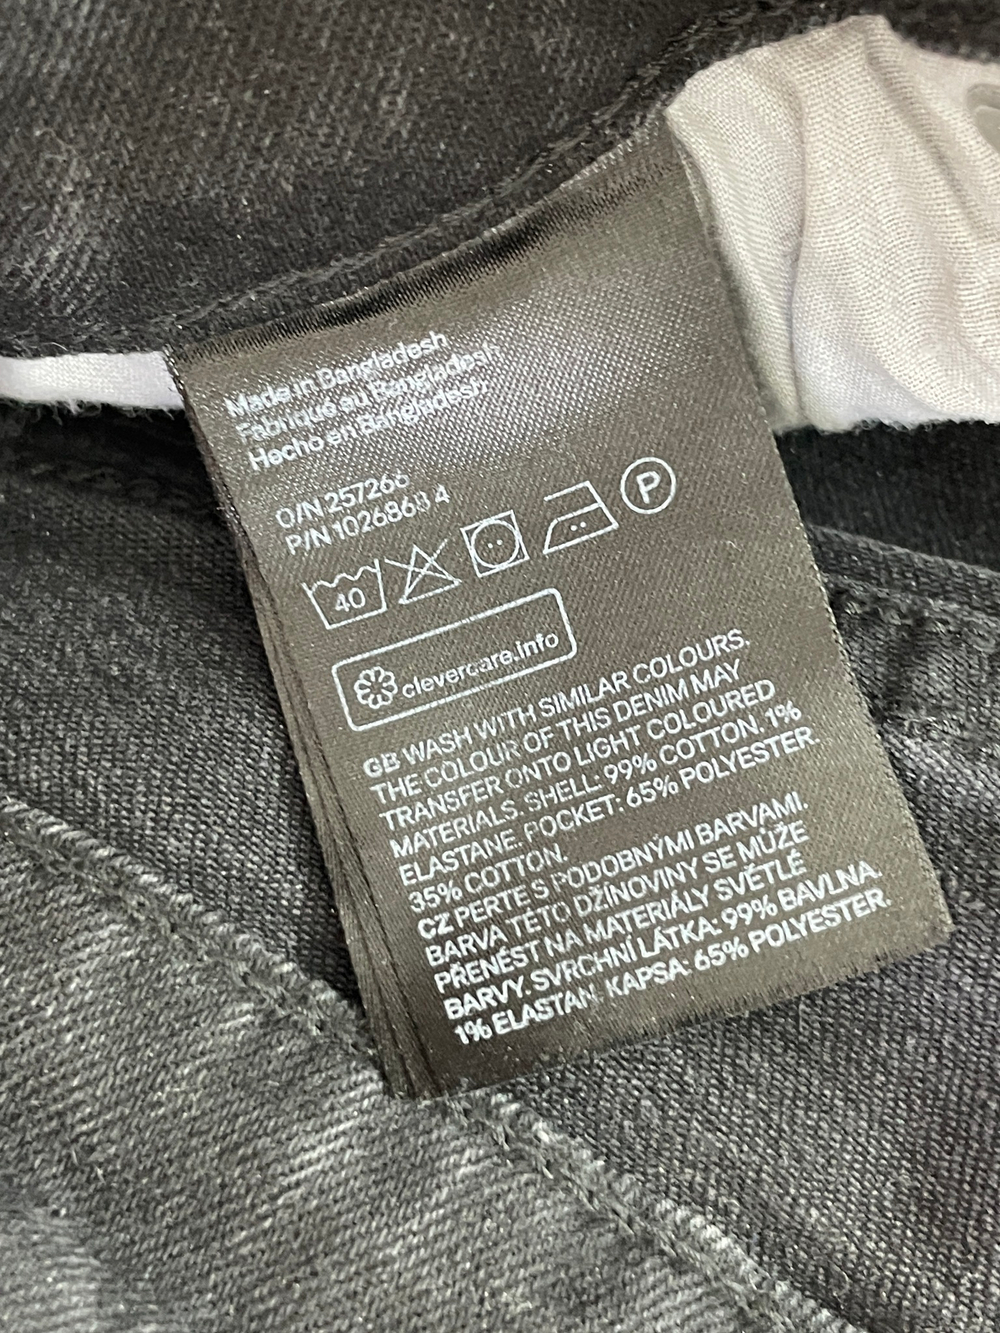 Made in Bangladesh
Fabriqué au Bangladesh
Hecho en Bangladesh
O/N 257266
P/N 4
P
40
clevercare.info
GB WASH WITH SIMILAR COLOURS.
THE COLOUR OF THIS DENIM MAY
TRANSFER ONTO LIGHT COLOURED
MATERIALS. SHELL: 99% COTTON. 1%
ELASTANE. POCKET: 65% POLYESTER.
35% COTTON.
CZ PERTE S PODOBNÝMI BARVAMI.
BARVA TÉTO DŽÍNOVINY SE MŮŽE
PŘENÉST NA MATERIÁLY SVĚTLÉ
BARVY. SVRCHNÍ LÁTKA: 99% BAVLNA.
1% ELASTAN. KAPSA: 65% POLYESTER.